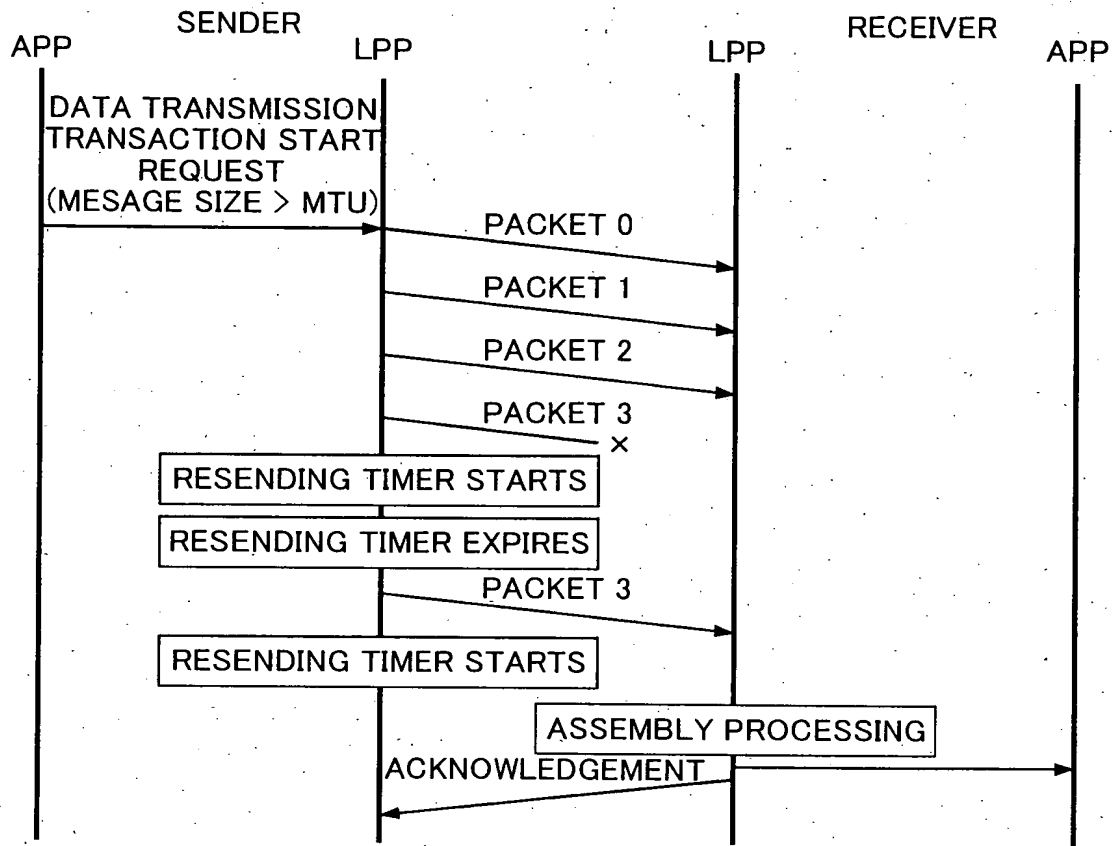 SENDER
RECEIVER
APP
LPP
LPP
APP
DATA TRANSMISSION
TRANSACTION START
REQUEST
(MESAGE SIZE > MTU)
PACKET 0
PACKET 1
PACKET 2
PACKET 3
×
RESENDING TIMER STARTS
RESENDING TIMER EXPIRES
PACKET 3
RESENDING TIMER STARTS
ASSEMBLY PROCESSING
ACKNOWLEDGEMENT